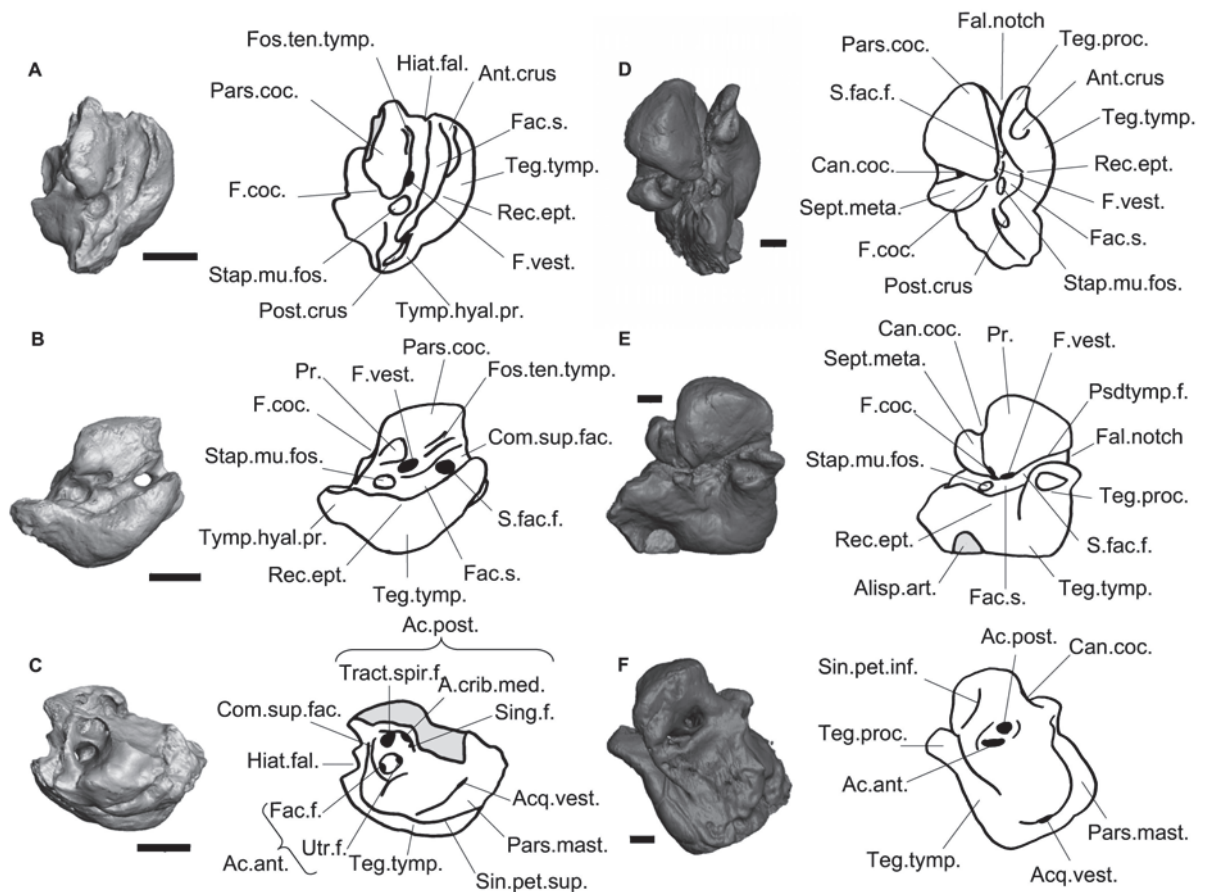 A
Fos.ten.tymp.
Hiat.fal.
Pars.coc.
Ant.crus
Fac.s.
Teg.tymp.
F.coc.
Rec.ept.
Stap.mu.fos.
F.vest.
Post.crus
Tymp.hyal.pr.
D
Fal.notch
Pars.coc.
Teg.proc.
S.fac.f.
Ant.crus
Teg.tymp.
Can.coc.
Rec.ept.
Sept.meta.
F.vest.
F.coc.
Fac.s.
Post.crus
Stap.mu.fos.
B
Pars.coc.
F.vest.
Pr.
Fos.ten.tymp.
F.coc.
Com.sup.fac.
Stap.mu.fos.
Tymp.hyal.pr.
S.fac.f.
Rec.ept.
Fac.s.
Teg.tymp.
E
Can.coc.
Pr.
F.vest.
Sept.meta.
Psdtymp.f.
F.coc.
Fal.notch
Stap.mu.fos.
Teg.proc.
Rec.ept.
S.fac.f.
Alisp.art.
Teg.tymp.
Fac.s.
C
Ac.post.
Tract.spir.f.
A.crib.med.
Com.sup.fac.
Sing.f.
Hiat.fal.
Fac.f.
Acq.vest.
Ac.ant.
Utr.f.
Teg.tymp.
Pars.mast.
Sin.pet.sup.
F
Ac.post.
Sin.pet.inf.
Can.coc.
Teg.proc.
Ac.ant.
Pars.mast.
Teg.tymp.
Acq.vest.